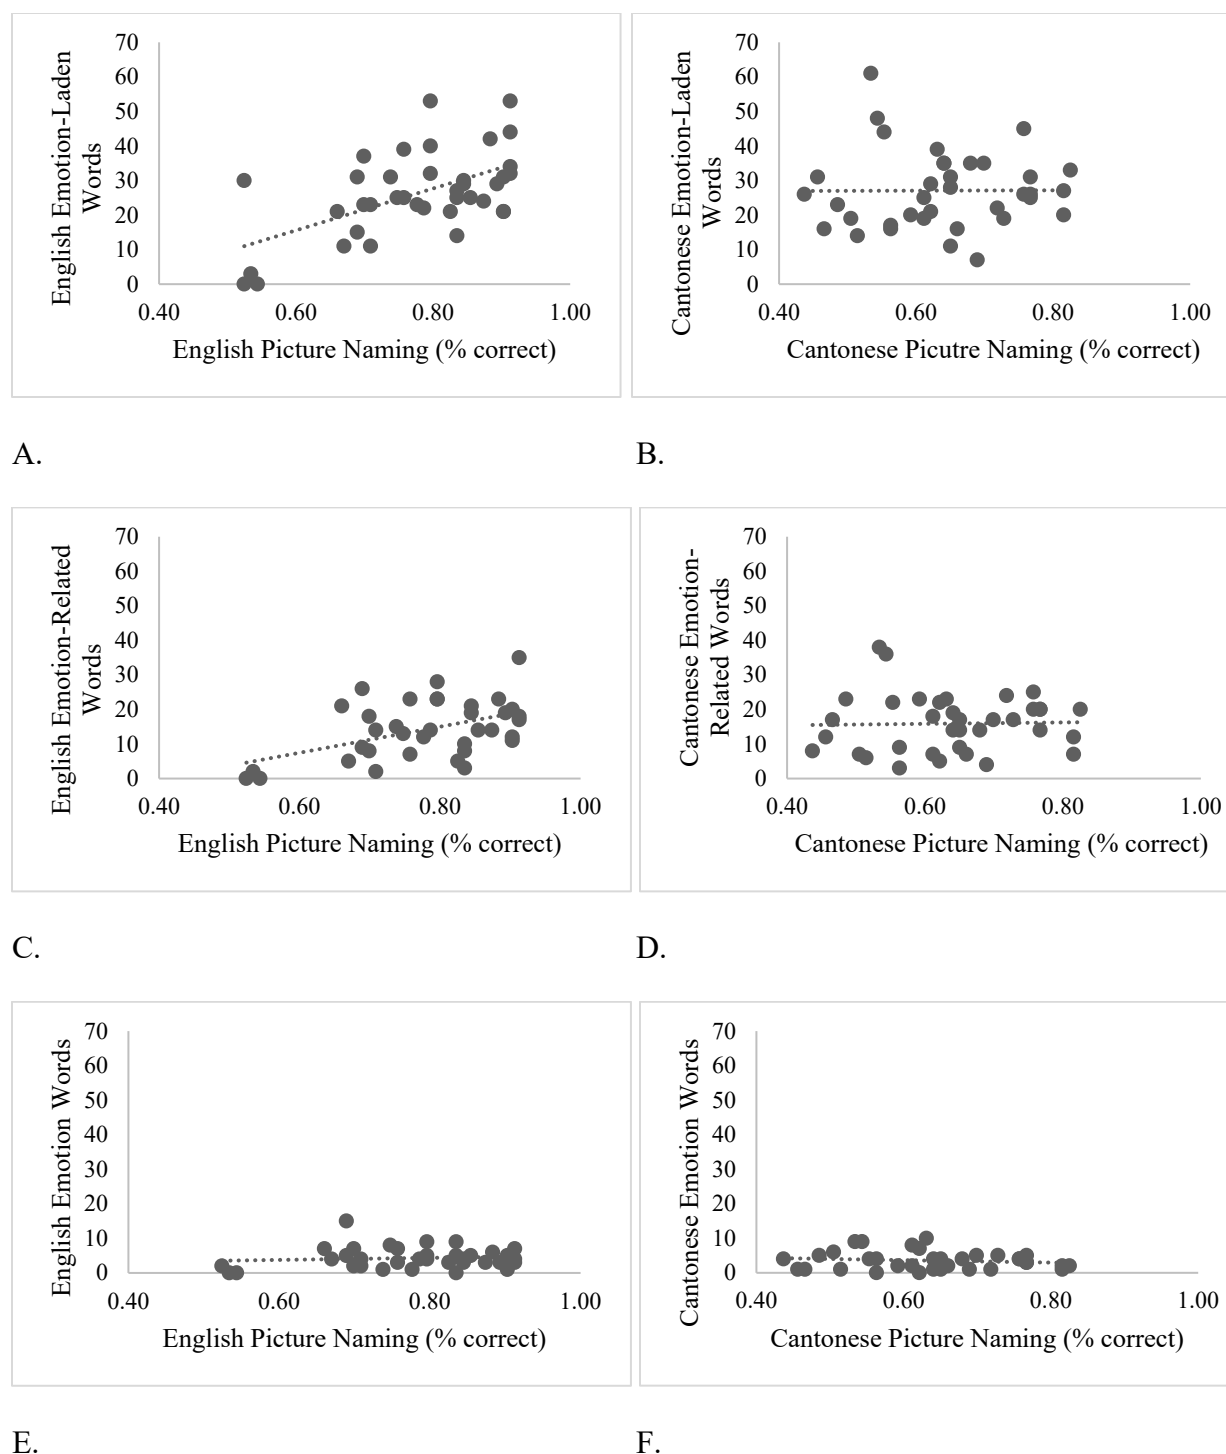 70
60
50
40
30
20
10
0
English Emotion-Laden
Words
0.40 0.60 0.80 1.00
English Picture Naming (% correct)
70
60
50
40
30
20
10
0
Cantonese Emotion-Laden
Words
0.40 0.60 0.80 1.00
Cantonese Picutre Naming (% correct)
A.
B.
70
60
50
40
30
20
10
0
English Emotion-Related
Words
0.40 0.60 0.80 1.00
English Picture Naming (% correct)
70
60
50
40
30
20
10
0
Cantonese Emotion-
Related Words
0.40 0.60 0.80 1.00
Cantonese Picture Naming (% correct)
C.
D.
70
60
50
40
30
20
10
0
English Emotion Words
0.40 0.60 0.80 1.00
English Picture Naming (% correct)
70
60
50
40
30
20
10
0
Cantonese Emotion Words
0.40 0.60 0.80 1.00
Cantonese Picture Naming (% correct)
E.
F.